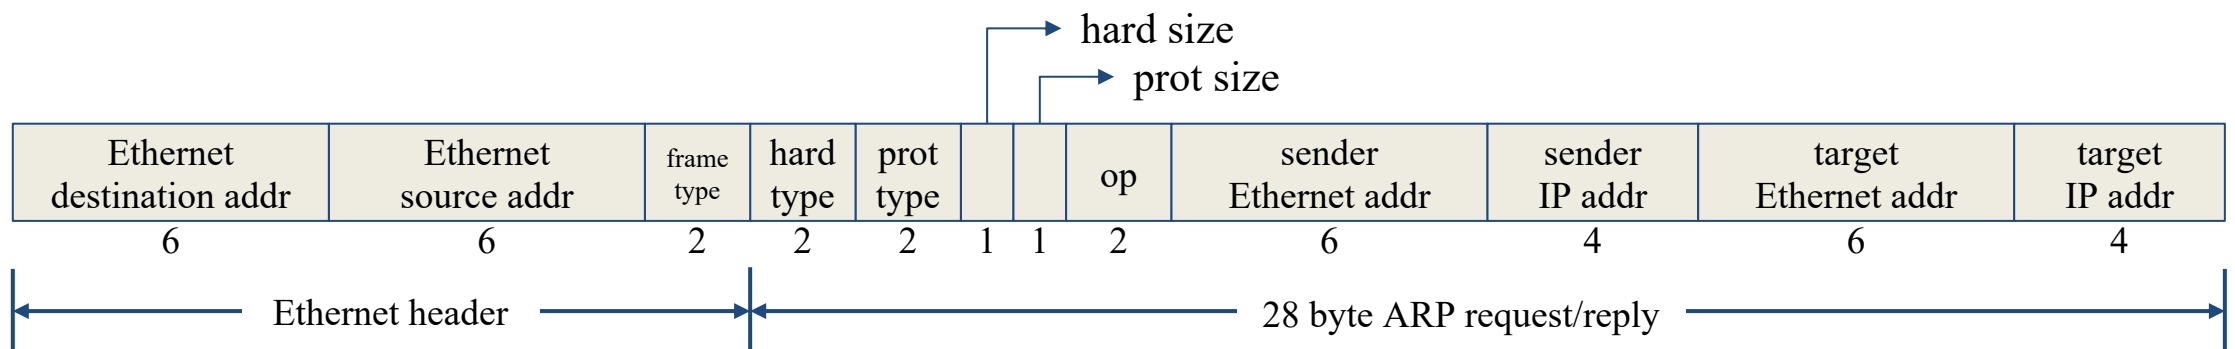 hard size
prot size
Ethernet
destination addr
Ethernet
source addr
frame
type
hard
type
prot
type
op
sender
Ethernet addr
sender
IP addr
target
Ethernet addr
target
IP addr
6
6
2
2
2
1
1
2
6
4
6
4
Ethernet header
28 byte ARP request/reply